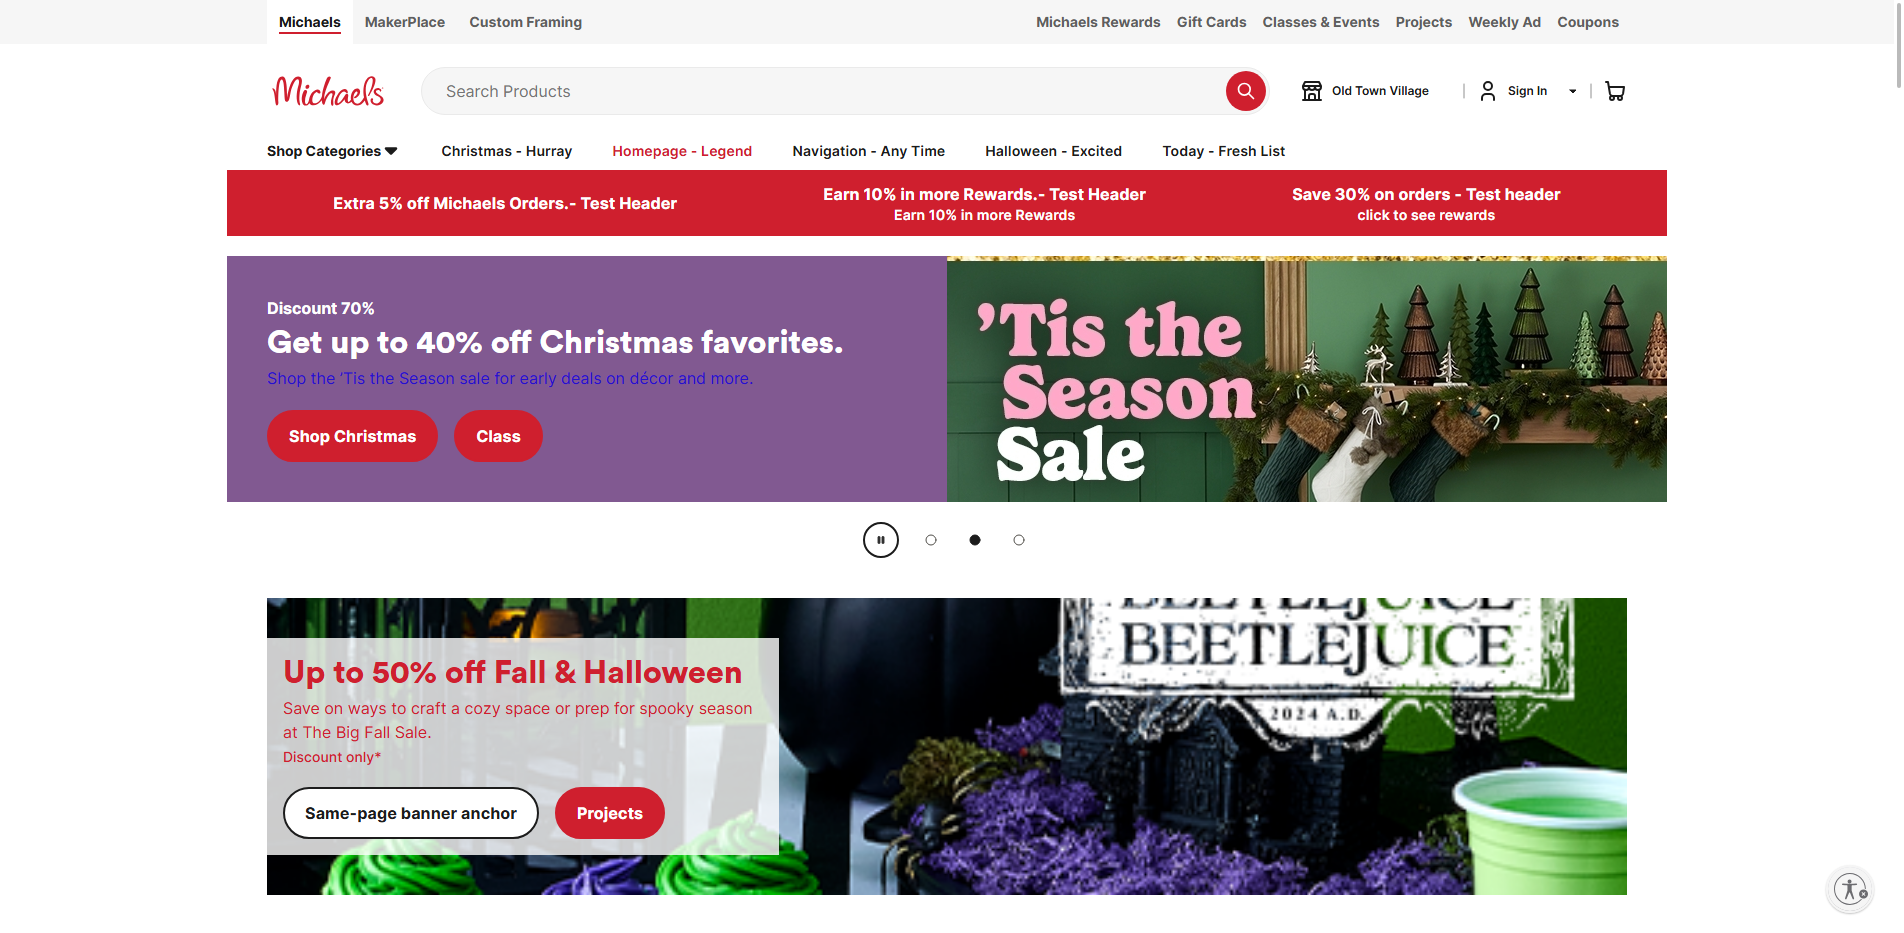 Michaels MakerPlace Custom Framing Michaels Rewards Gift Cards Classes & Events Projects Weekly Ad Coupons
Michaels Search Products Old Town Village Sign In
Shop Categories Christmas - Hurray Homepage - Legend Navigation - Any Time Halloween - Excited Today - Fresh List
Extra 5% off Michaels Orders.- Test Header
Earn 10% in more Rewards.- Test Header
Earn 10% in more Rewards
Save 30% on orders - Test header
click to see rewards
Discount 70%
Get up to 40% off Christmas favorites.
Shop the ’Tis the Season sale for early deals on décor and more.
Shop Christmas Class
’Tis the
Season
Sale
BEETLEJUICE
BEETLEJUICE
2024 A.D.
Up to 50% off Fall & Halloween
Save on ways to craft a cozy space or prep for spooky season
at The Big Fall Sale.
Discount only*
Same-page banner anchor Projects